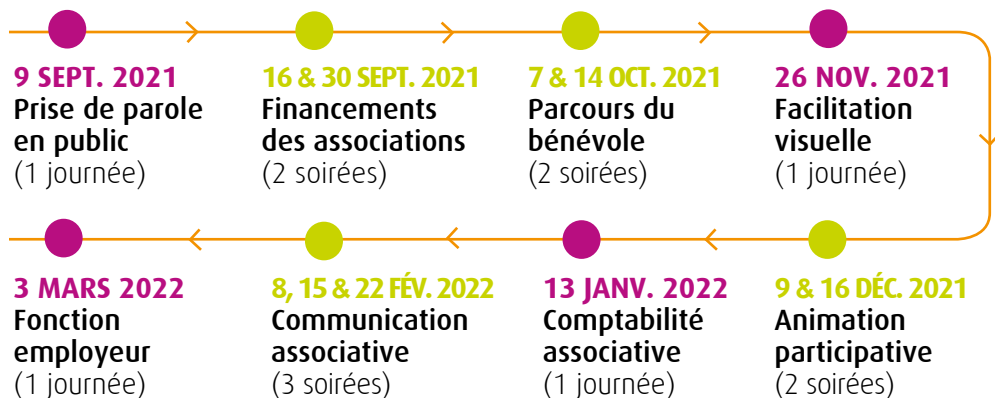 9 SEPT. 2021
Prise de parole
en public
(1 journée)
16 & 30 SEPT. 2021
Financements
des associations
(2 soirées)
7 & 14 OCT. 2021
Parcours du
bénévole
(2 soirées)
26 NOV. 2021
Facilitation
visuelle
(1 journée)
9 & 16 DÉC. 2021
Animation
participative
(2 soirées)
13 JANV. 2022
Comptabilité
associative
(1 journée)
8, 15 & 22 FÉV. 2022
Communication
associative
(3 soirées)
3 MARS 2022
Fonction
employeur
(1 journée)